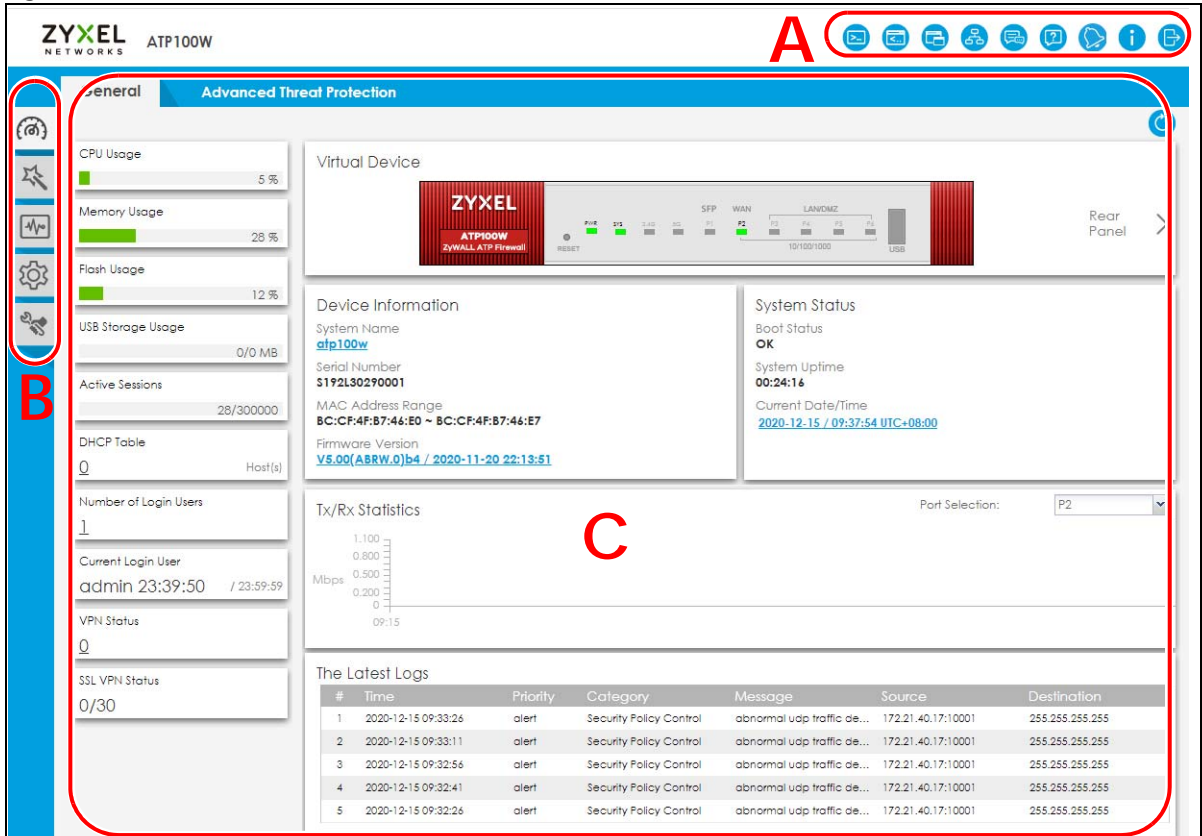 ZYXEL
NETWORKS
ATP100W
A
General
Advanced Threat Protection
CPU Usage
5 %
Memory Usage
28 %
Flash Usage
12 %
USB Storage Usage
0/0 MB
Active Sessions
28/300000
DHCP Table
0
Host(s)
Number of Login Users
1
Current Login User
admin 23:39:50 / 23:59:59
VPN Status
0
SSL VPN Status
0/30
B
Virtual Device
ZYXEL
ATP100W
ZyWALL ATP Firewall
RESET
PWR
SYS
SFP
WAN
LAN/DMZ
P1
P2
P3
P4
P5
P6
10/100/1000
USB
Rear
Panel
Device Information
System Name
atp100w
Serial Number
S192L30290001
MAC Address Range
BC:CF:4F:B7:46:E0 ~ BC:CF:4F:B7:46:E7
Firmware Version
V5.00(ABRW.0)b4 / 2020-11-20 22:13:51
System Status
Boot Status
OK
System Uptime
00:24:16
Current Date/Time
2020-12-15 / 09:37:54 UTC+08:00
Tx/Rx Statistics
Port Selection: P2
C
Mbps
1.100
0.800
0.500
0.200
0
09:15
The Latest Logs
# Time Priority Category Message Source Destination
1 2020-12-15 09:33:26 alert Security Policy Control abnormal udp traffic de... 172.21.40.17:10001 255.255.255.255
2 2020-12-15 09:33:11 alert Security Policy Control abnormal udp traffic de... 172.21.40.17:10001 255.255.255.255
3 2020-12-15 09:32:56 alert Security Policy Control abnormal udp traffic de... 172.21.40.17:10001 255.255.255.255
4 2020-12-15 09:32:41 alert Security Policy Control abnormal udp traffic de... 172.21.40.17:10001 255.255.255.255
5 2020-12-15 09:32:26 alert Security Policy Control abnormal udp traffic de... 172.21.40.17:10001 255.255.255.255